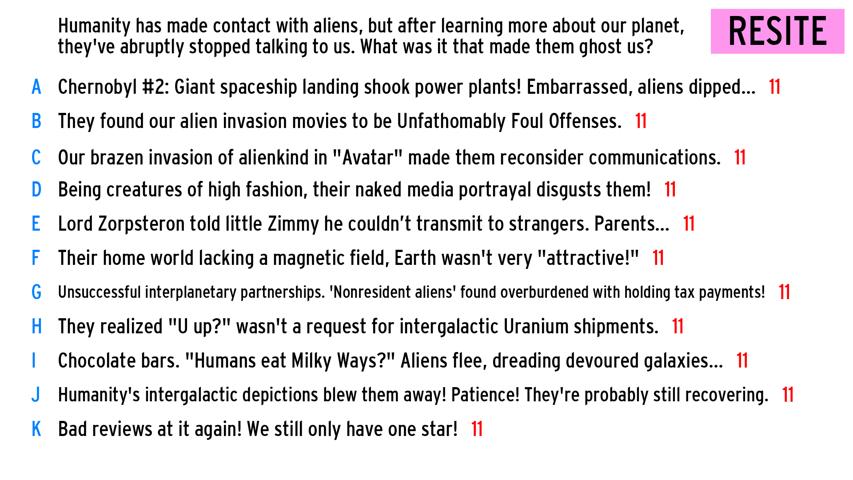 Humanity has made contact with aliens, but after learning more about our planet,
they've abruptly stopped talking to us. What was it that made them ghost us?
RESITE
A Chernobyl #2: Giant spaceship landing shook power plants! Embarrassed, aliens dipped... 11
B They found our alien invasion movies to be Unfathomably Foul Offenses. 11
C Our brazen invasion of alienkind in "Avatar" made them reconsider communications. 11
D Being creatures of high fashion, their naked media portrayal disgusts them! 11
E Lord Zorpsteron told little Zimmy he couldn't transmit to strangers. Parents... 11
F Their home world lacking a magnetic field, Earth wasn't very "attractive!" 11
G Unsuccessful interplanetary partnerships. 'Nonresident aliens' found overburdened with holding tax payments! 11
H They realized "U up?" wasn't a request for intergalactic Uranium shipments. 11
I Chocolate bars. "Humans eat Milky Ways?" Aliens flee, dreading devoured galaxies... 11
J Humanity's intergalactic depictions blew them away! Patience! They're probably still recovering. 11
K Bad reviews at it again! We still only have one star! 11